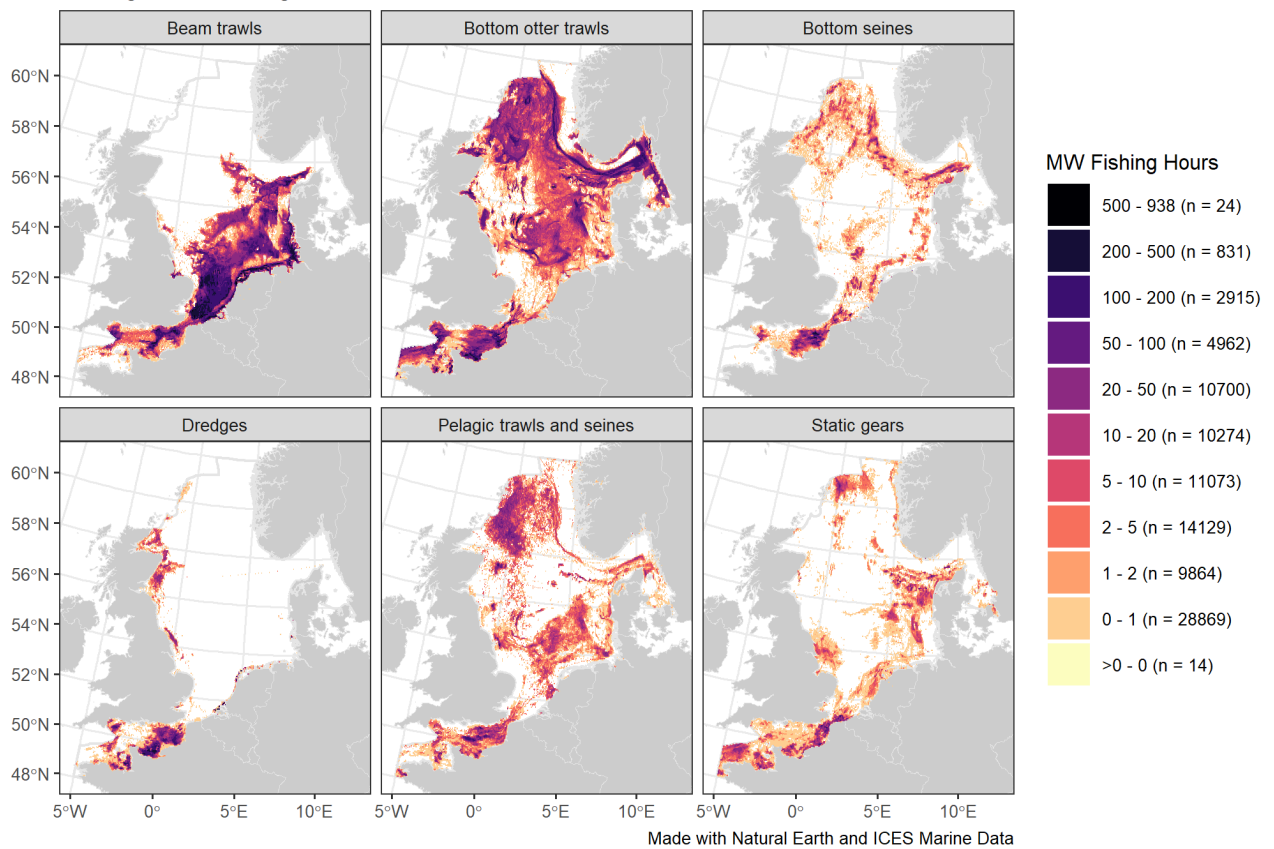 Beam trawls
Bottom otter trawls
Bottom seines
60°N
58°N
56°N
54°N
52°N
50°N
48°N
Dredges
Pelagic trawls and seines
Static gears
60°N
58°N
56°N
54°N
52°N
50°N
48°N
5°W 0° 5°E 10°E
5°W 0° 5°E 10°E
5°W 0° 5°E 10°E
MW Fishing Hours
500 - 938 (n = 24)
200 - 500 (n = 831)
100 - 200 (n = 2915)
50 - 100 (n = 4962)
20 - 50 (n = 10700)
10 - 20 (n = 10274)
5 - 10 (n = 11073)
2 - 5 (n = 14129)
1 - 2 (n = 9864)
0 - 1 (n = 28869)
>0 - 0 (n = 14)
Made with Natural Earth and ICES Marine Data